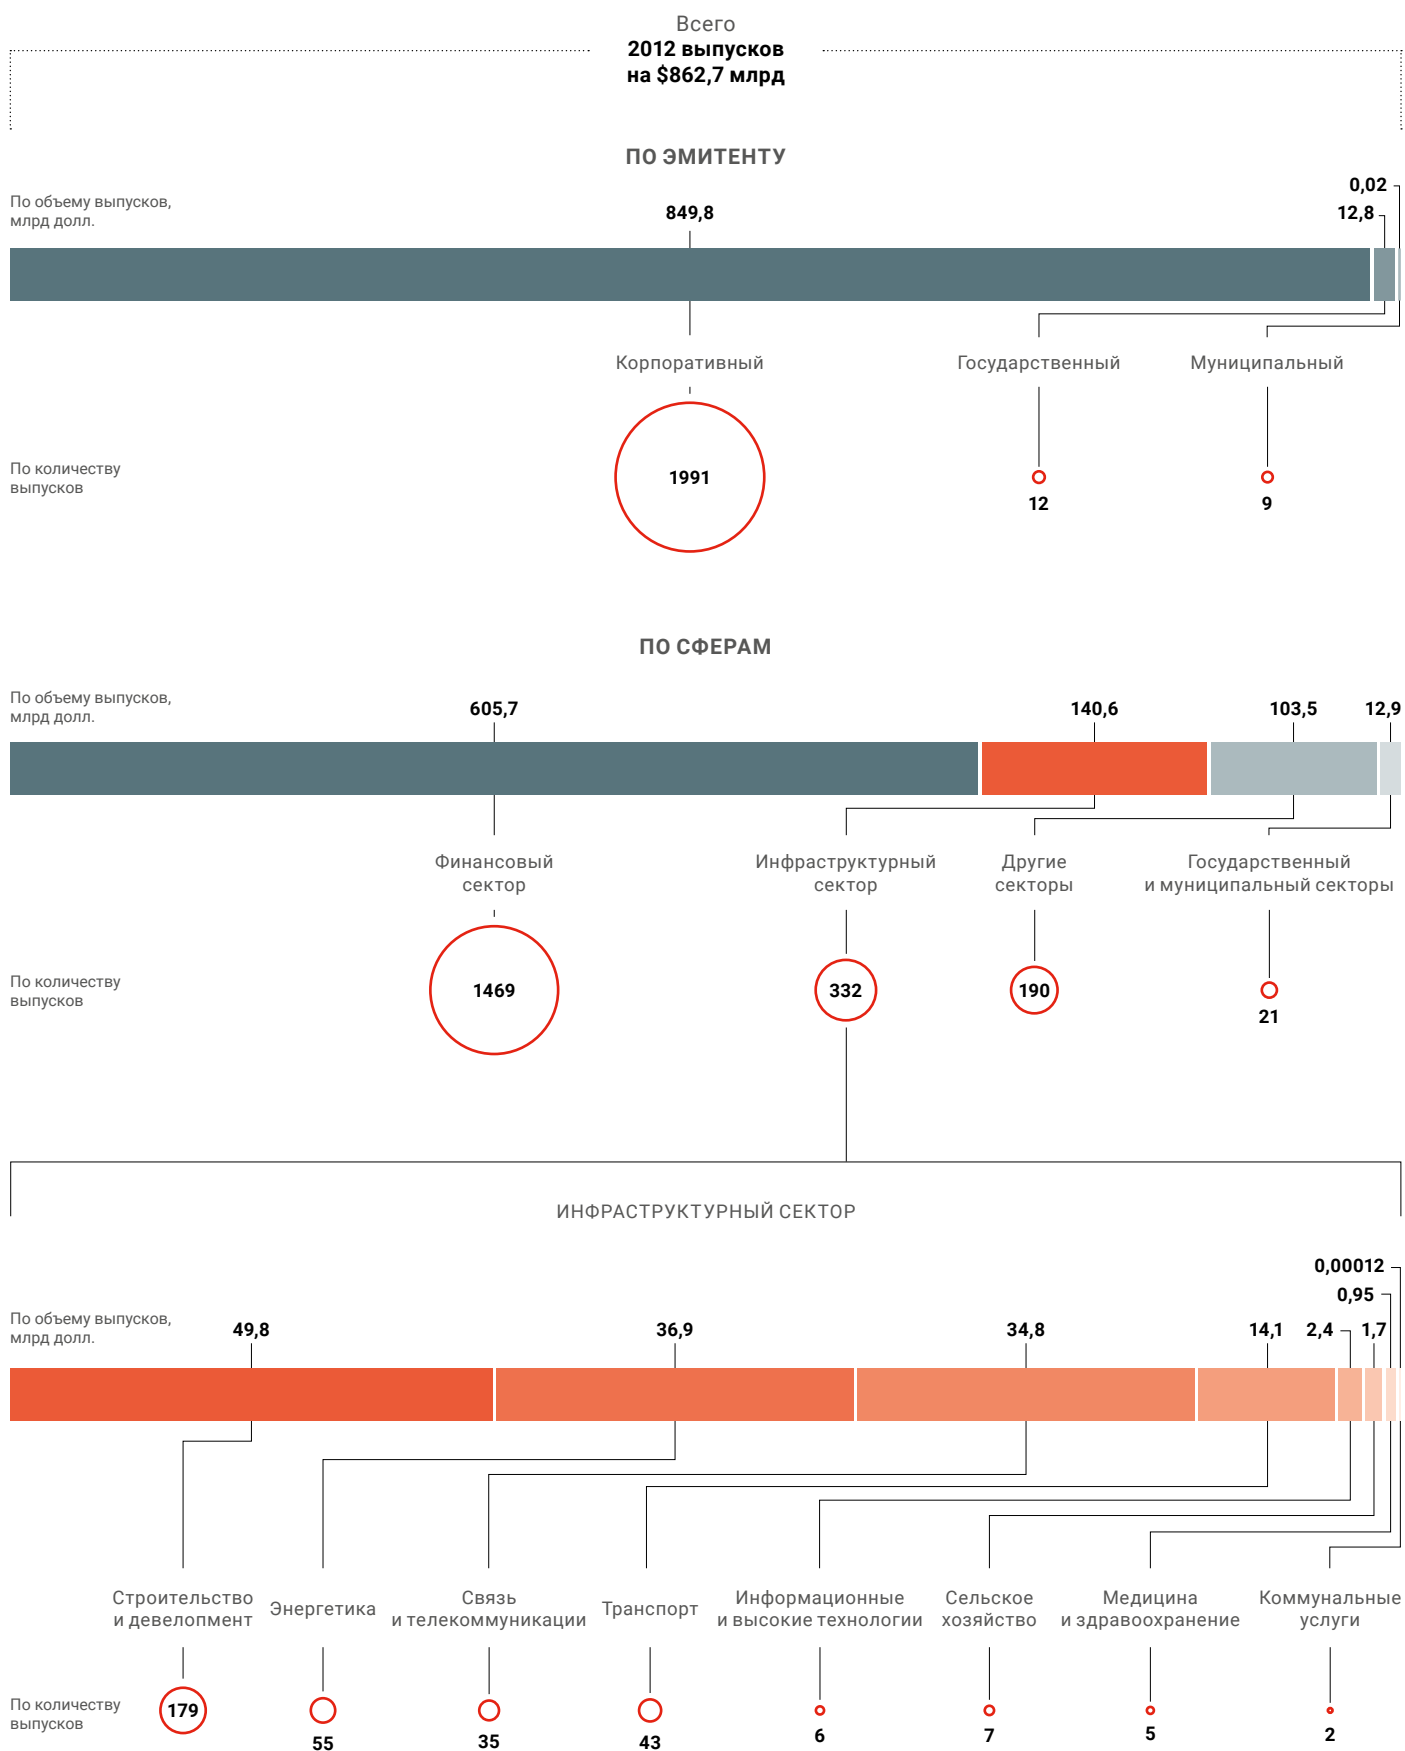 Всего
2012 выпусков
на $862,7 млрд
ПО ЭМИТЕНТУ
По объему выпусков,
млрд долл.
849,8
12,8
0,02
Корпоративный
Государственный
Муниципальный
По количеству
выпусков
1991
12
9
ПО СФЕРАМ
По объему выпусков,
млрд долл.
605,7
140,6
103,5
12,9
Финансовый
сектор
Инфраструктурный
сектор
Другие
секторы
Государственный
и муниципальный секторы
По количеству
выпусков
1469
332
190
21
ИНФРАСТРУКТУРНЫЙ СЕКТОР
По объему выпусков,
млрд долл.
49,8
36,9
34,8
14,1
2,4
1,7
0,95
0,00012
Строительство
и девелопмент
Энергетика
Связь
и телекоммуникации
Транспорт
Информационные
и высокие технологии
Сельское
хозяйство
Медицина
и здравоохранение
Коммунальные
услуги
По количеству
выпусков
179
55
35
43
6
7
5
2